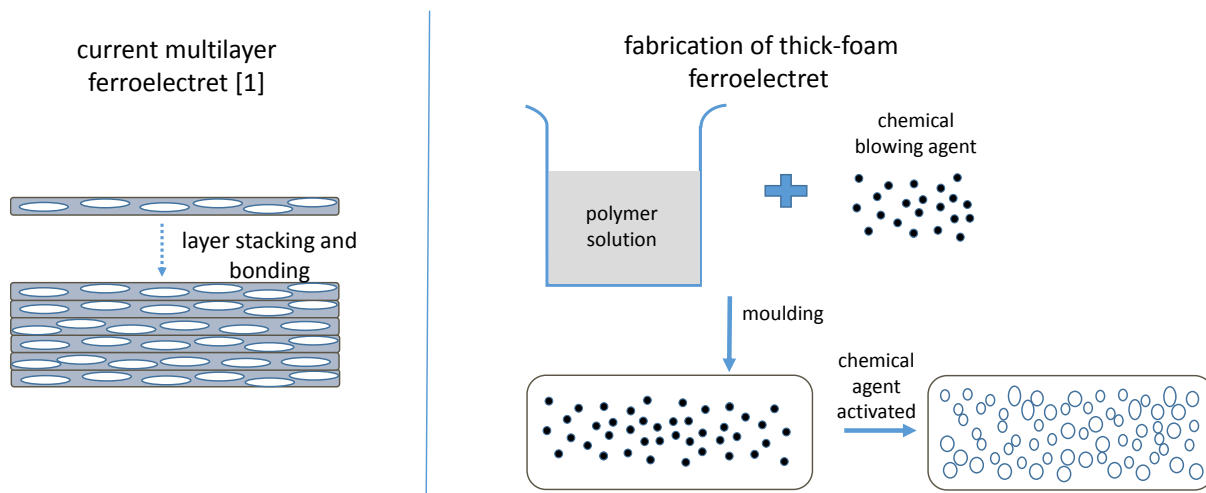 current multilayer
ferroelectret [1]
layer stacking and
bonding
fabrication of thick-foam
ferroelectret
polymer
solution
chemical
blowing agent
moulding
chemical
agent
activated